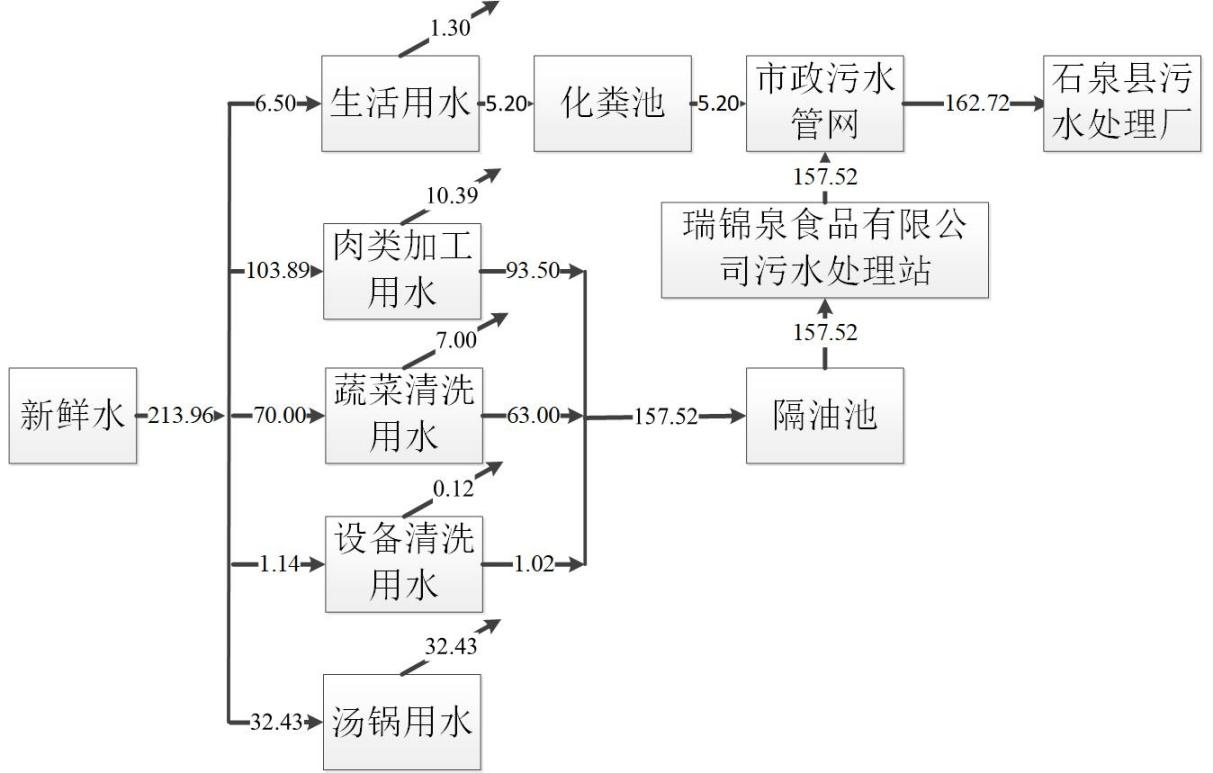 1.30
6.50
生活用水
5.20
化粪池
5.20
市政污水
管网
162.72
石泉县污
水处理厂
157.52
10.39
103.89
肉类加工
用水
93.50
瑞锦泉食品有限公
司污水处理站
157.52
7.00
新鲜水
213.96
70.00
蔬菜清洗
用水
63.00
157.52
隔油池
0.12
1.14
设备清洗
用水
1.02
32.43
32.43
汤锅用水